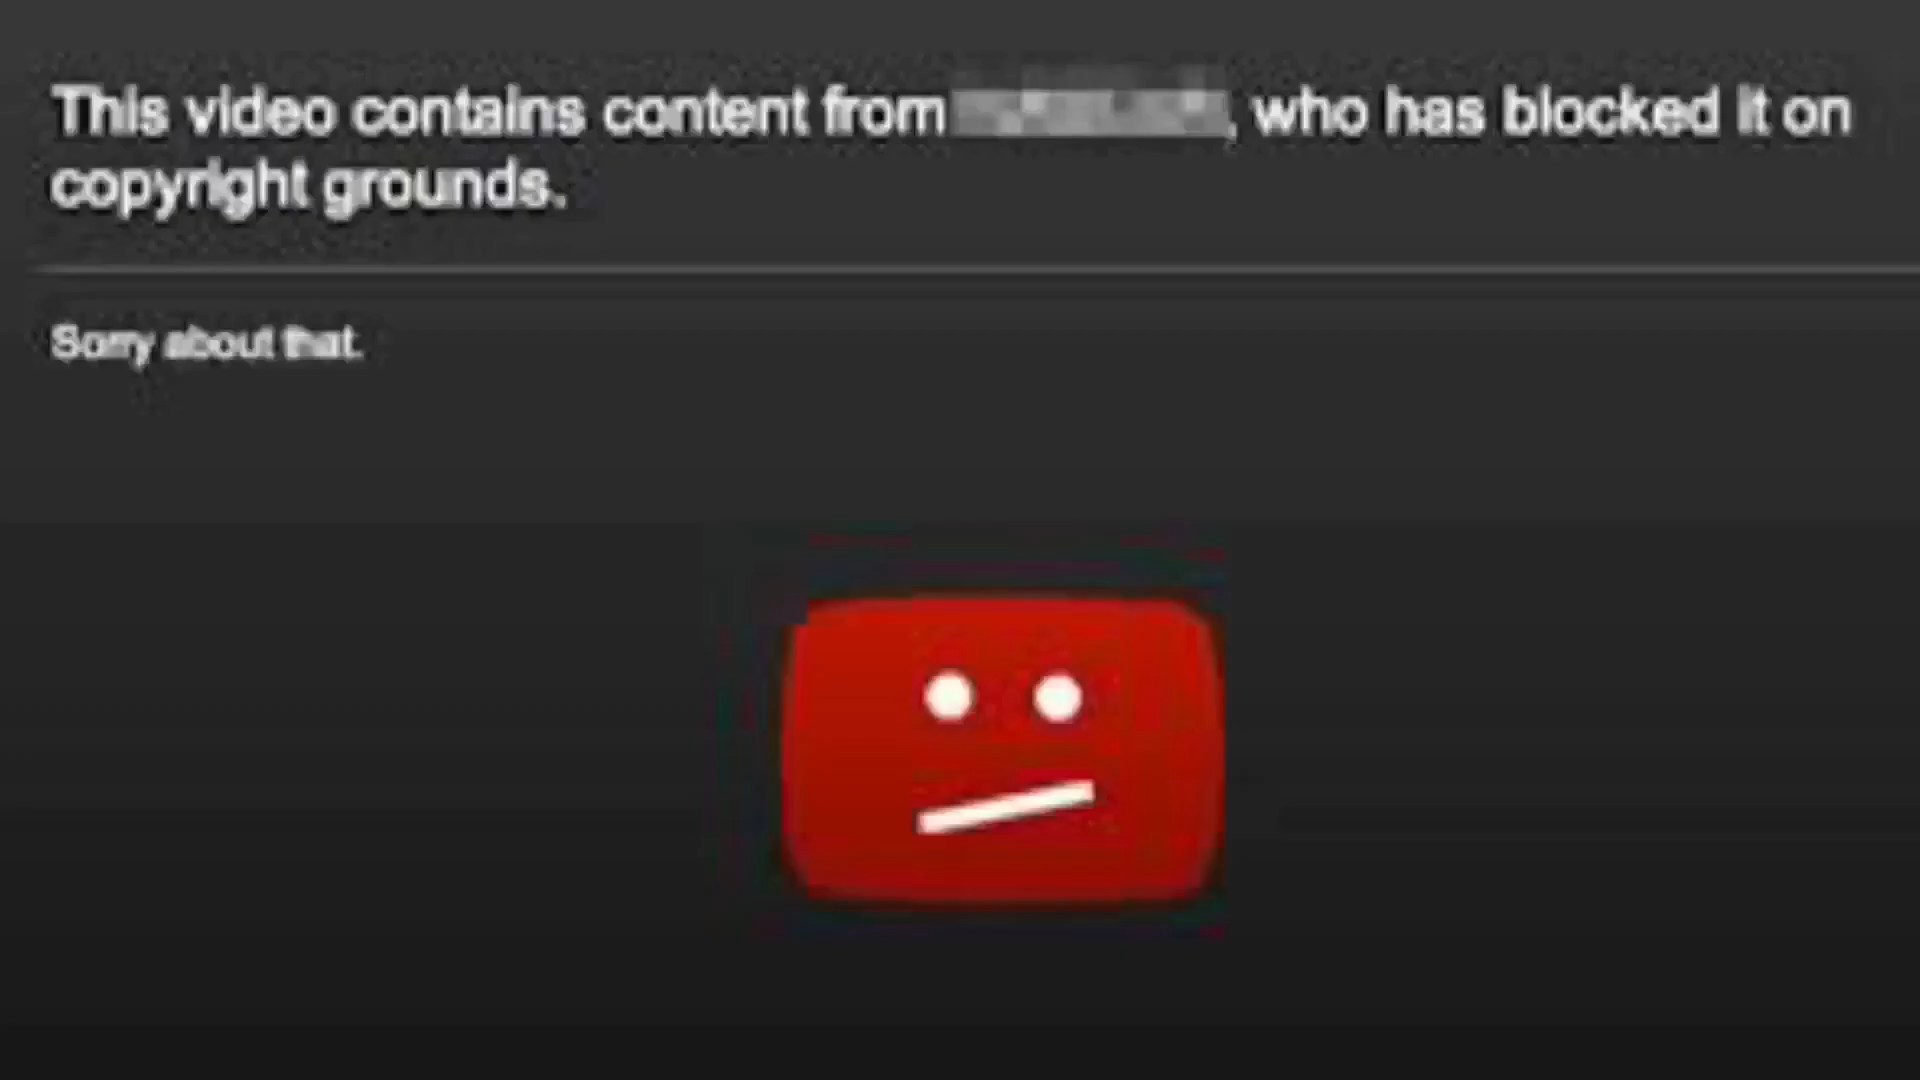 This video contains content from , who has blocked it on
copyright grounds.
Sorry about that.